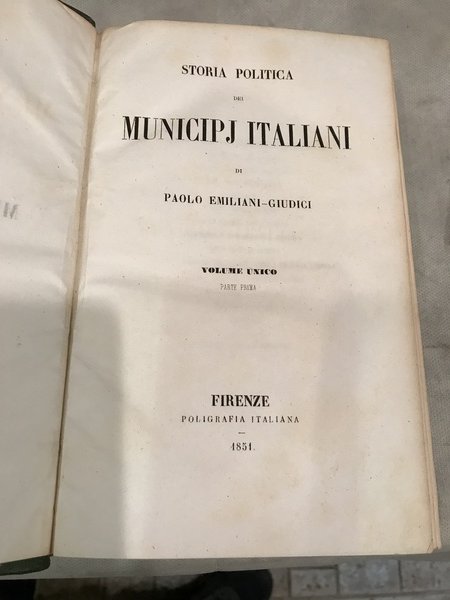 STORIA POLITICA
DEI
MUNICIPJ ITALIANI
DI
PAOLO EMILIANI-GIUDICI
VOLUME UNICO
PARTE PRIMA
FIRENZE
POLIGRAFIA ITALIANA
1851.